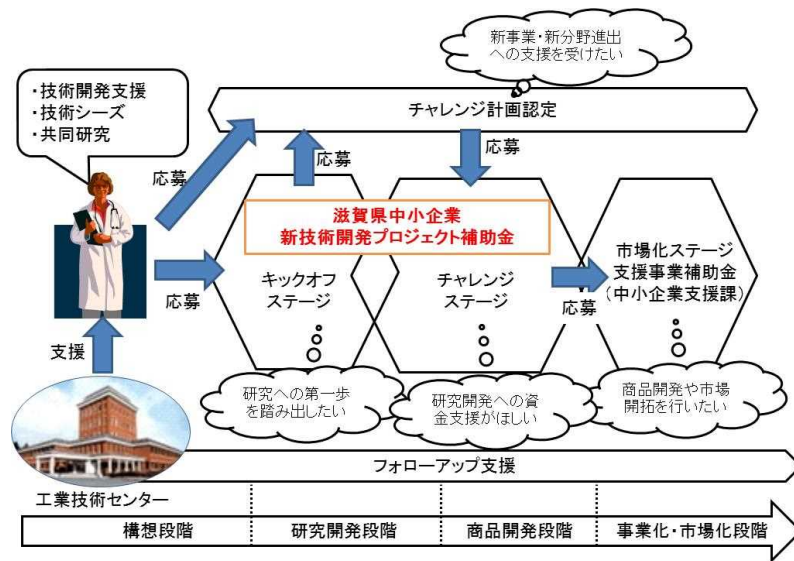 新事業・新分野進出
への支援を受けたい
・技術開発支援
・技術シーズ
・共同研究
チャレンジ計画認定
応募
応募
応募
滋賀県中小企業
新技術開発プロジェクト補助金
応募
キックオフ
ステージ
チャレンジ
ステージ
応募
市場化ステージ
支援事業補助金
（中小企業支援課）
支援
研究への第一歩
を踏み出したい
研究開発への資
金支援がほしい
商品開発や市場
開拓を行いたい
フォローアップ支援
工業技術センター
構想段階
研究開発段階
商品開発段階
事業化・市場化段階